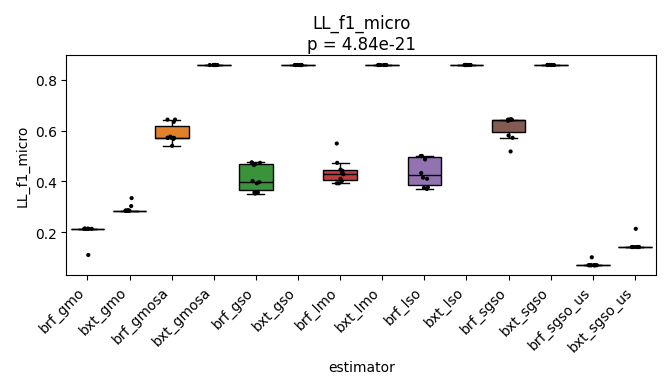 LL_f1_micro
p = 4.84e-21
LL_f1_micro
0.8
0.6
0.4
0.2
brf_gmo
bxt_gmo
brf_gmosa
bxt_gmosa
brf_gso
bxt_gso
brf_lmo
bxt_lmo
brf_lso
bxt_lso
brf_sgso
bxt_sgso
brf_sgso_us
bxt_sgso_us
estimator